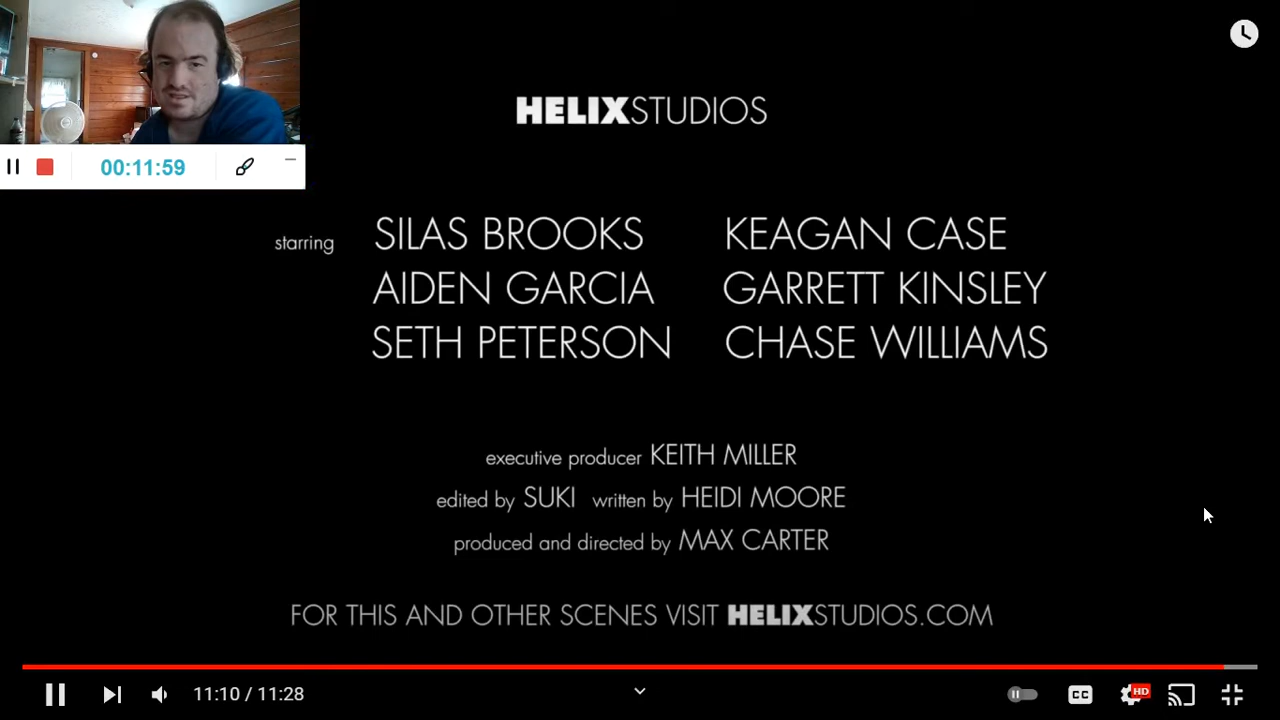 HELIXSTUDIOS
00:11:59
starring SILAS BROOKS KEAGAN CASE
AIDEN GARCIA GARRETT KINSLEY
SETH PETERSON CHASE WILLIAMS
executive producer KEITH MILLER
edited by SUKI written by HEIDI MOORE
produced and directed by MAX CARTER
FOR THIS AND OTHER SCENES VISIT HELIXSTUDIOS.COM
11:10 / 11:28 CC HD